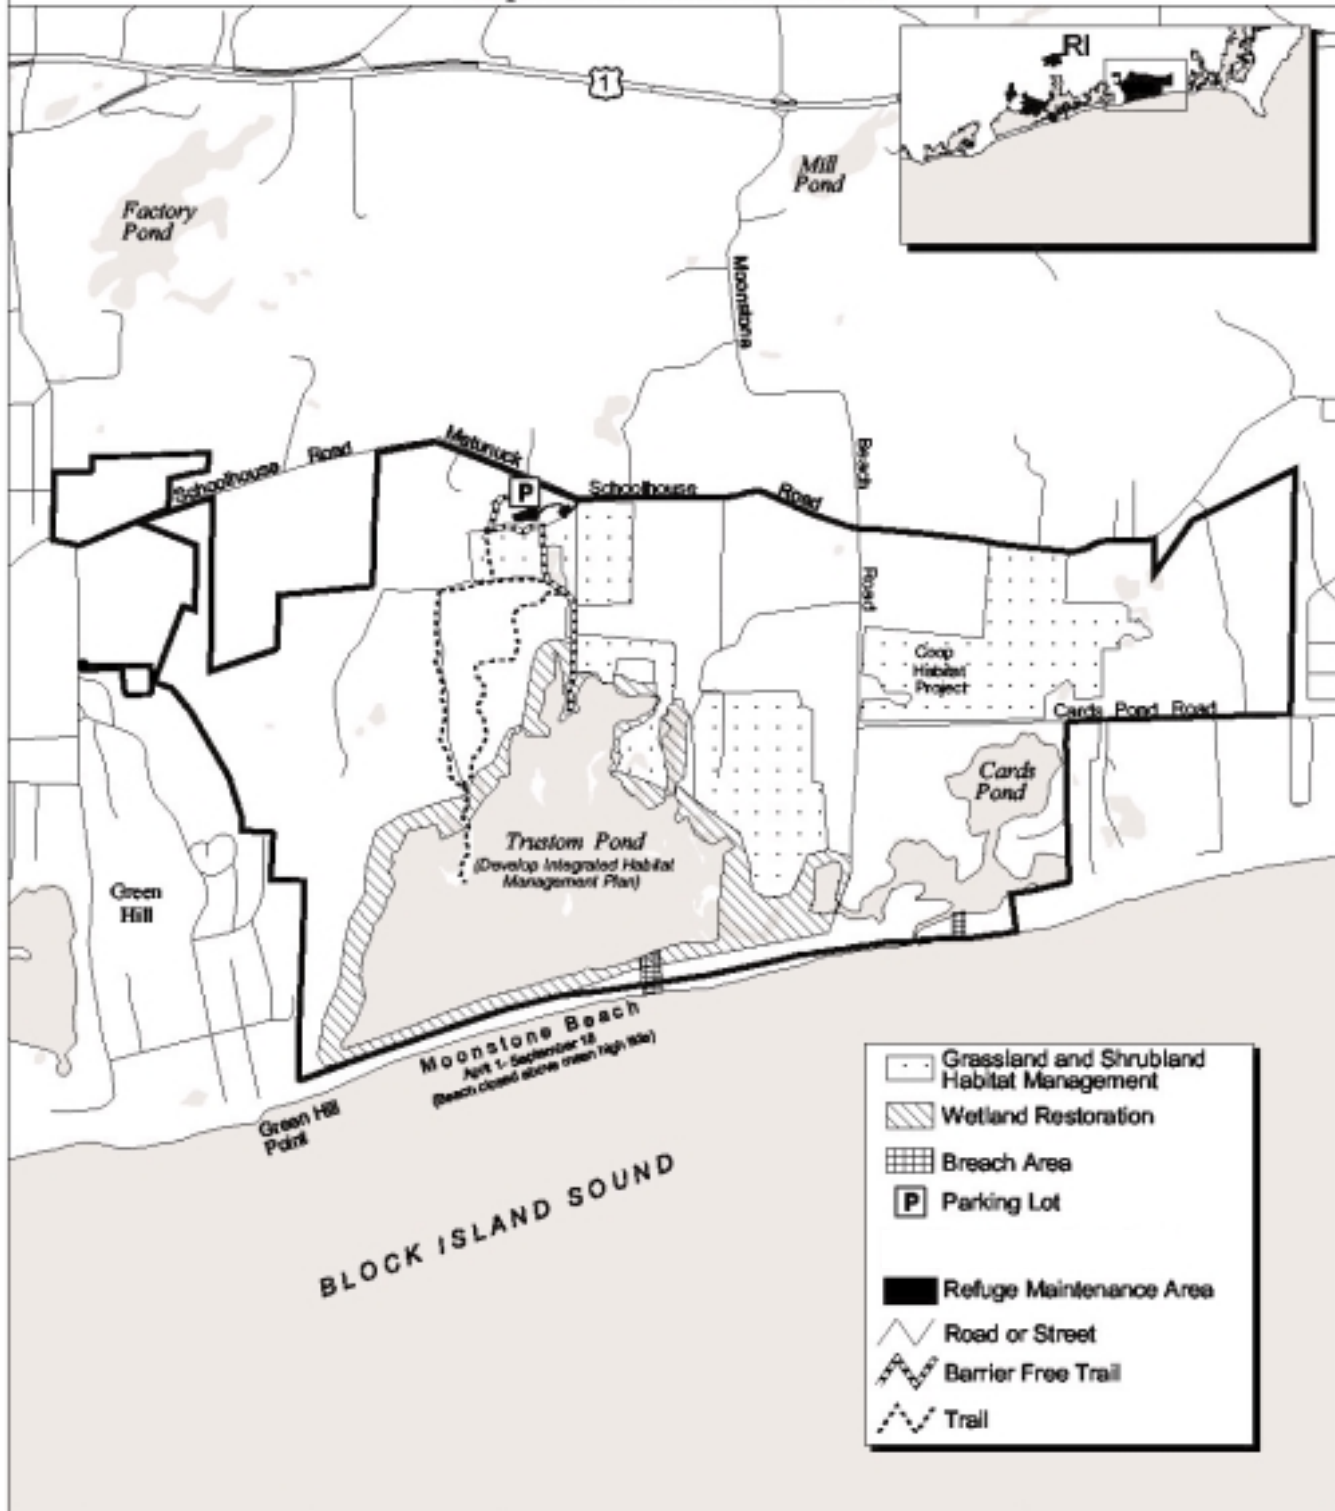 RI
1
Mill
Pond
Factory
Pond
Moonstone
Beach
Road
Schoolhouse Road
Matunuck
P
Schoolhouse Road
Coop
Habitat
Project
Cards Pond Road
Cards
Pond
Trustom Pond
(Develop Integrated Habitat
Management Plan)
Green
Hill
Moonstone Beach
April 1- September 15
(Beach closed above mean high tide)
Green Hill
Point
BLOCK ISLAND SOUND
Grassland and Shrubland
Habitat Management
Wetland Restoration
Breach Area
P Parking Lot
Refuge Maintenance Area
Road or Street
Barrier Free Trail
Trail